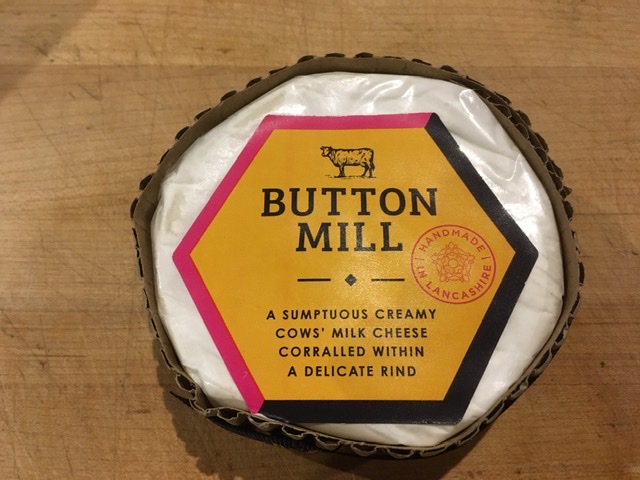 BUTTON
MILL
HANDMADE
IN LANCASHIRE
A SUMPTUOUS CREAMY
COWS' MILK CHEESE
CORRALLED WITHIN
A DELICATE RIND